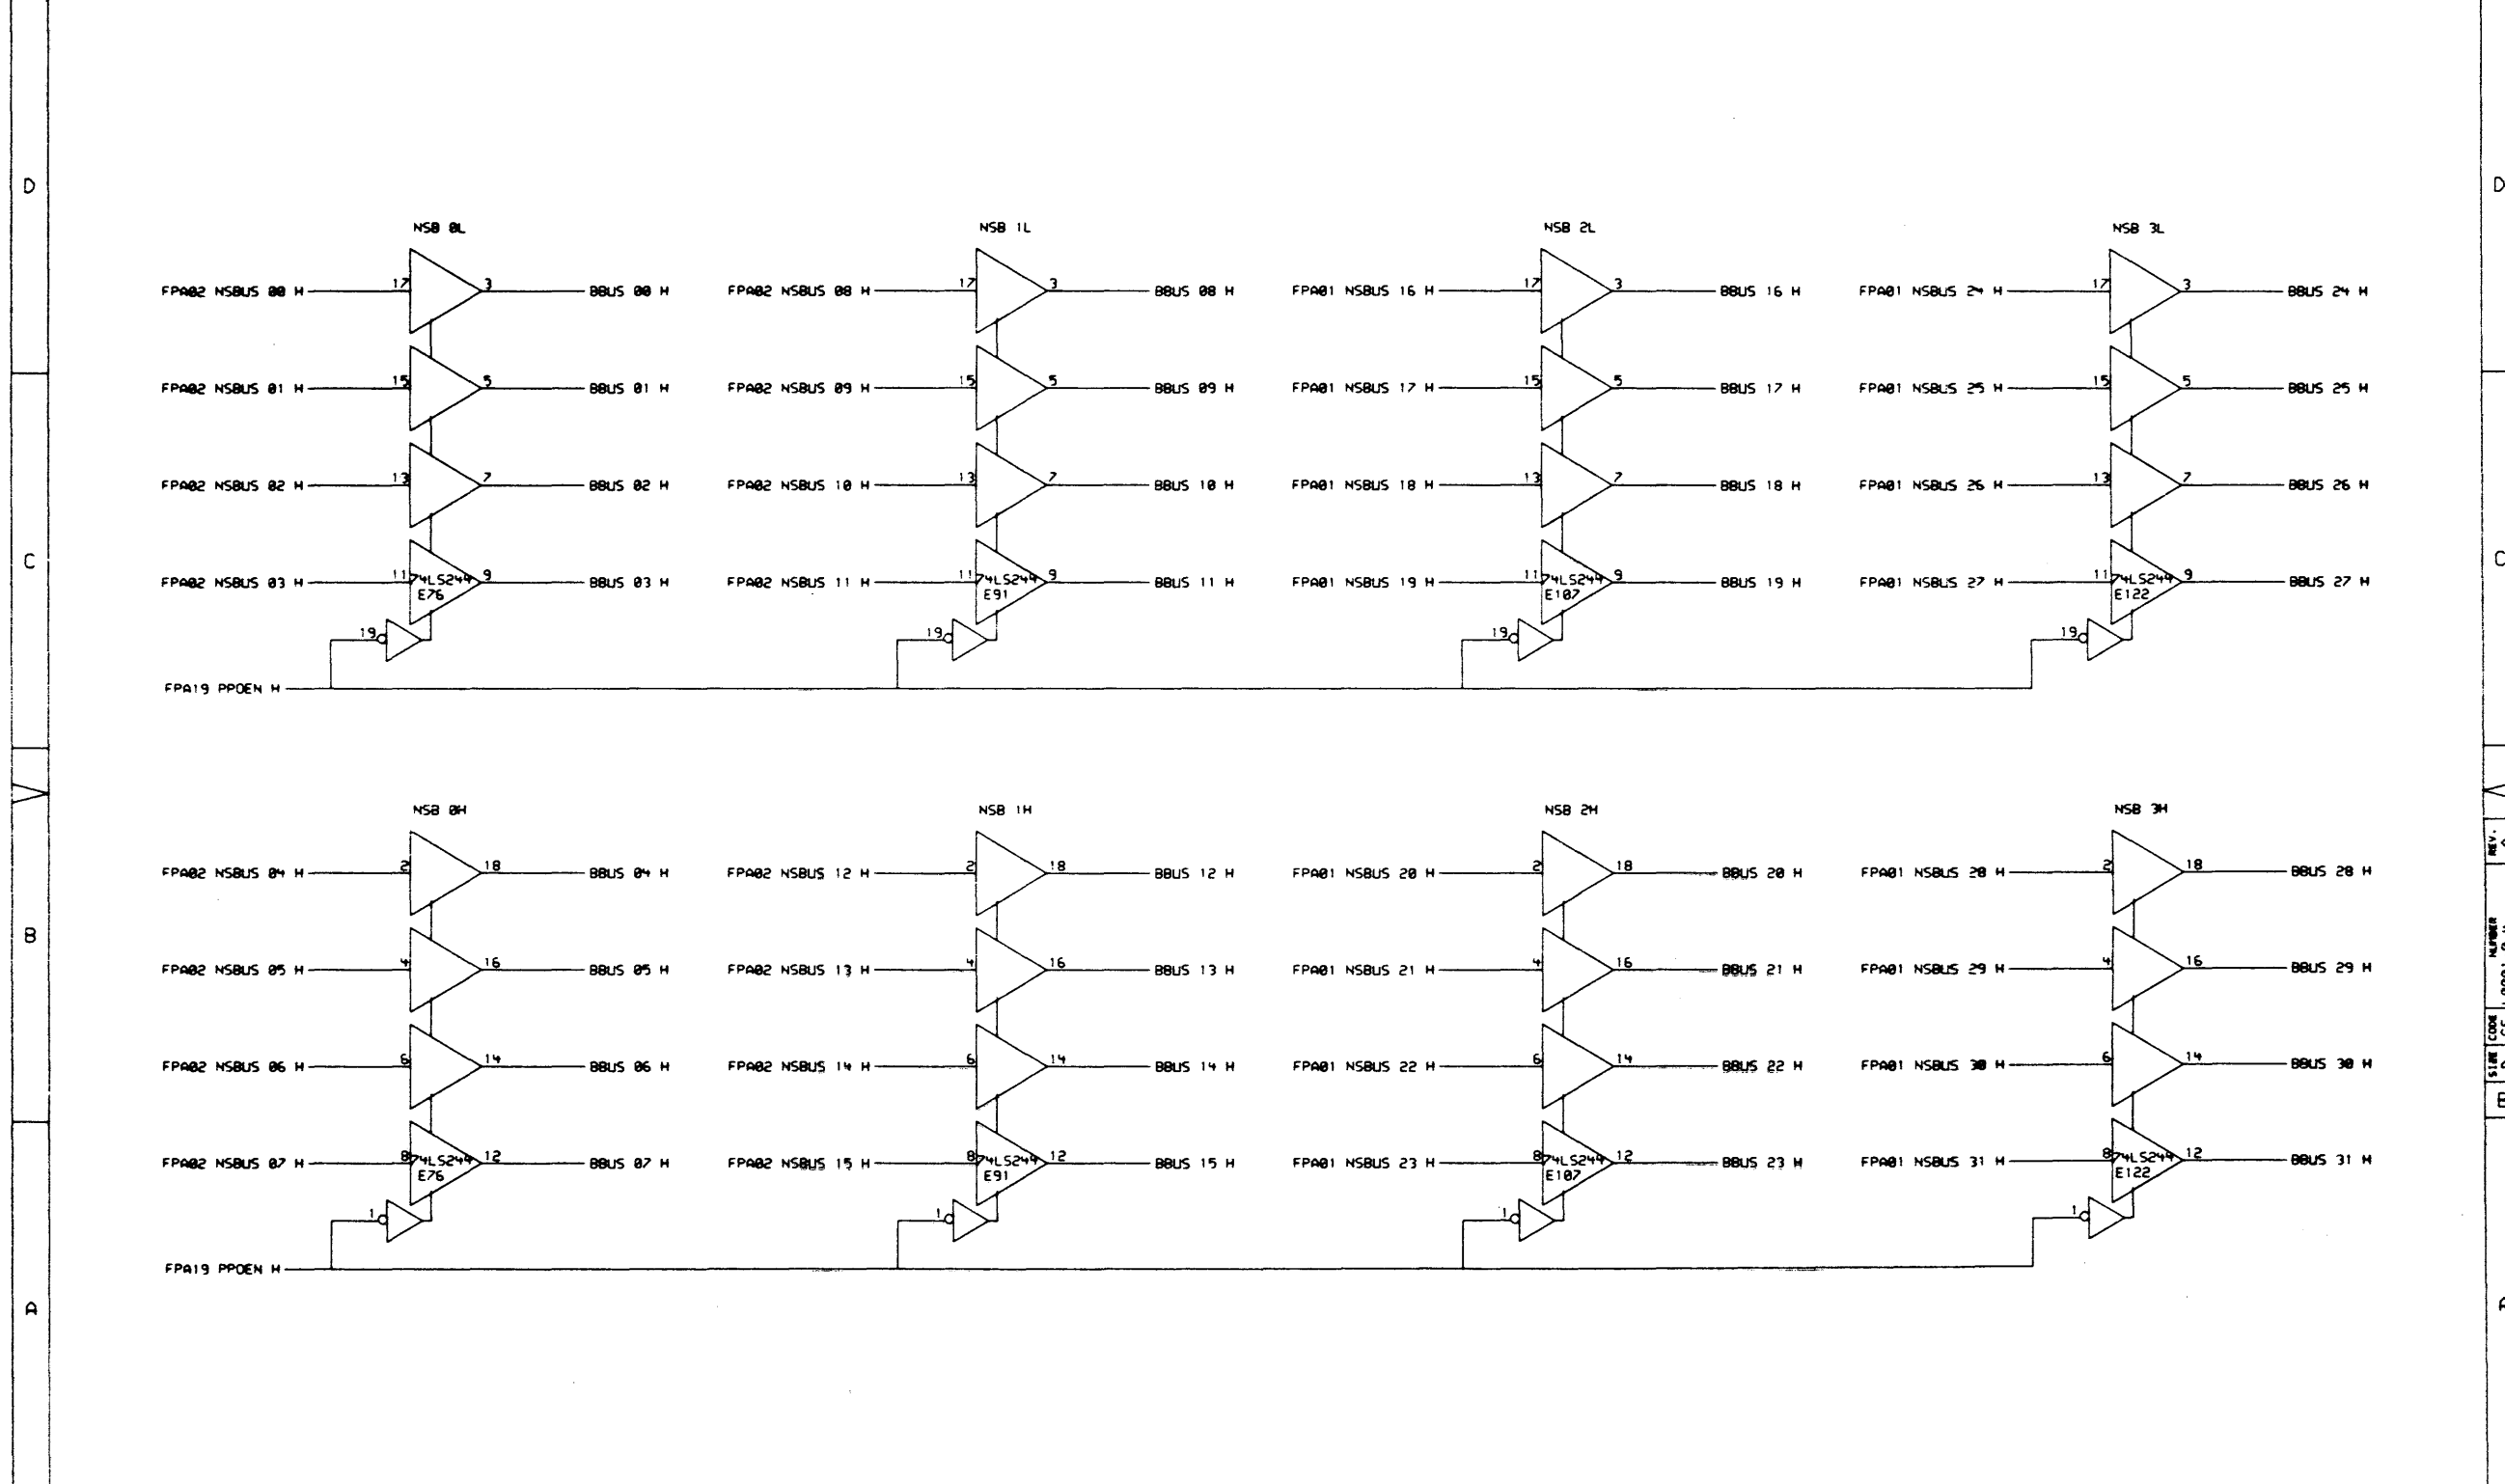 D D
NSB 0L NSB 1L NSB 2L NSB 3L
FPA02 NSBUS 00 H 17 3 BBUS 00 H FPA02 NSBUS 08 H 17 3 BBUS 08 H FPA01 NSBUS 16 H 17 3 BBUS 16 H FPA01 NSBUS 24 H 17 3 BBUS 24 H
FPA02 NSBUS 01 H 15 5 BBUS 01 H FPA02 NSBUS 09 H 15 5 BBUS 09 H FPA01 NSBUS 17 H 15 5 BBUS 17 H FPA01 NSBUS 25 H 15 5 BBUS 25 H
FPA02 NSBUS 02 H 13 7 BBUS 02 H FPA02 NSBUS 10 H 13 7 BBUS 10 H FPA01 NSBUS 18 H 13 7 BBUS 18 H FPA01 NSBUS 26 H 13 7 BBUS 26 H
C C
FPA02 NSBUS 03 H 11 74LS244 9 BBUS 03 H FPA02 NSBUS 11 H 11 74LS244 9 BBUS 11 H FPA01 NSBUS 19 H 11 74LS244 9 BBUS 19 H FPA01 NSBUS 27 H 11 74LS244 9 BBUS 27 H
E76 E91 E107 E122
19 19 19 19
FPA19 PPOEN H
NSB 0H NSB 1H NSB 2H NSB 3H
FPA02 NSBUS 04 H 2 18 BBUS 04 H FPA02 NSBUS 12 H 2 18 BBUS 12 H FPA01 NSBUS 20 H 2 18 BBUS 20 H FPA01 NSBUS 28 H 2 18 BBUS 28 H
B
FPA02 NSBUS 05 H 4 16 BBUS 05 H FPA02 NSBUS 13 H 4 16 BBUS 13 H FPA01 NSBUS 21 H 4 16 BBUS 21 H FPA01 NSBUS 29 H 4 16 BBUS 29 H
FPA02 NSBUS 06 H 6 14 BBUS 06 H FPA02 NSBUS 14 H 6 14 BBUS 14 H FPA01 NSBUS 22 H 6 14 BBUS 22 H FPA01 NSBUS 30 H 6 14 BBUS 30 H
FPA02 NSBUS 07 H 8 74LS244 12 BBUS 07 H FPA02 NSBUS 15 H 8 74LS244 12 BBUS 15 H FPA01 NSBUS 23 H 8 74LS244 12 BBUS 23 H FPA01 NSBUS 31 H 8 74LS244 12 BBUS 31 H
E76 E91 E107 E122
1 1 1 1
FPA19 PPOEN H
A
SIZE CODE NUMBER REV.